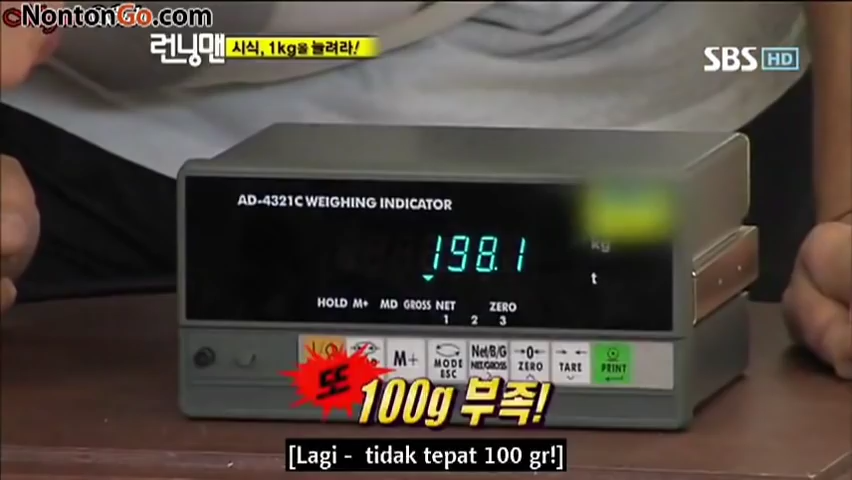 NontonGo.com
런닝맨 시식, 1kg을 늘려라!
SBS HD
AD-4321C WEIGHING INDICATOR
198.1
kg
t
HOLD M+ MD GROSS NET ZERO
1 2 3
M+ MODE ESC Net/B/G NET/GROSS →0← ZERO TARE PRINT
또 100g 부족!
[Lagi - tidak tepat 100 gr!]